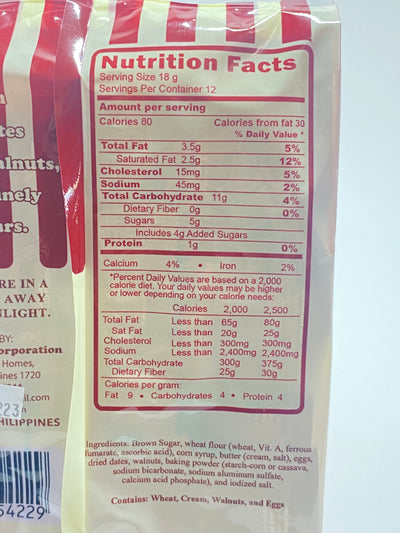 tes
alnuts,
nely
rs.
RE IN A
AWAY
NLIGHT.
BY:
orporation
Homes,
ines 1720
il.com
223
HILIPPINES
54229
Nutrition Facts
Serving Size 18 g
Servings Per Container 12
Amount per serving
Calories 80 Calories from fat 30
% Daily Value *
Total Fat 3.5g 5%
Saturated Fat 2.5g 12%
Cholesterol 15mg 5%
Sodium 45mg 2%
Total Carbohydrate 11g 4%
Dietary Fiber 0g 0%
Sugars 5g
Includes 4g Added Sugars
Protein 1g 0%
Calcium 4% • Iron 2%
*Percent Daily Values are based on a 2,000
calorie diet. Your daily values may be higher
or lower depending on your calorie needs:
Calories 2,000 2,500
Total Fat Less than 65g 80g
Sat Fat Less than 20g 25g
Cholesterol Less than 300mg 300mg
Sodium Less than 2,400mg 2,400mg
Total Carbohydrate 300g 375g
Dietary Fiber 25g 30g
Calories per gram:
Fat 9 • Carbohydrates 4 • Protein 4
Ingredients: Brown Sugar, wheat flour (wheat, Vit. A, ferrous
fumarate, ascorbic acid), corn syrup, butter (cream, salt), eggs,
dried dates, walnuts, baking powder (starch-corn or cassava,
sodium bicarbonate, sodium aluminum sulfate,
calcium acid phosphate), and iodized salt.
Contains: Wheat, Cream, Walnuts, and Eggs